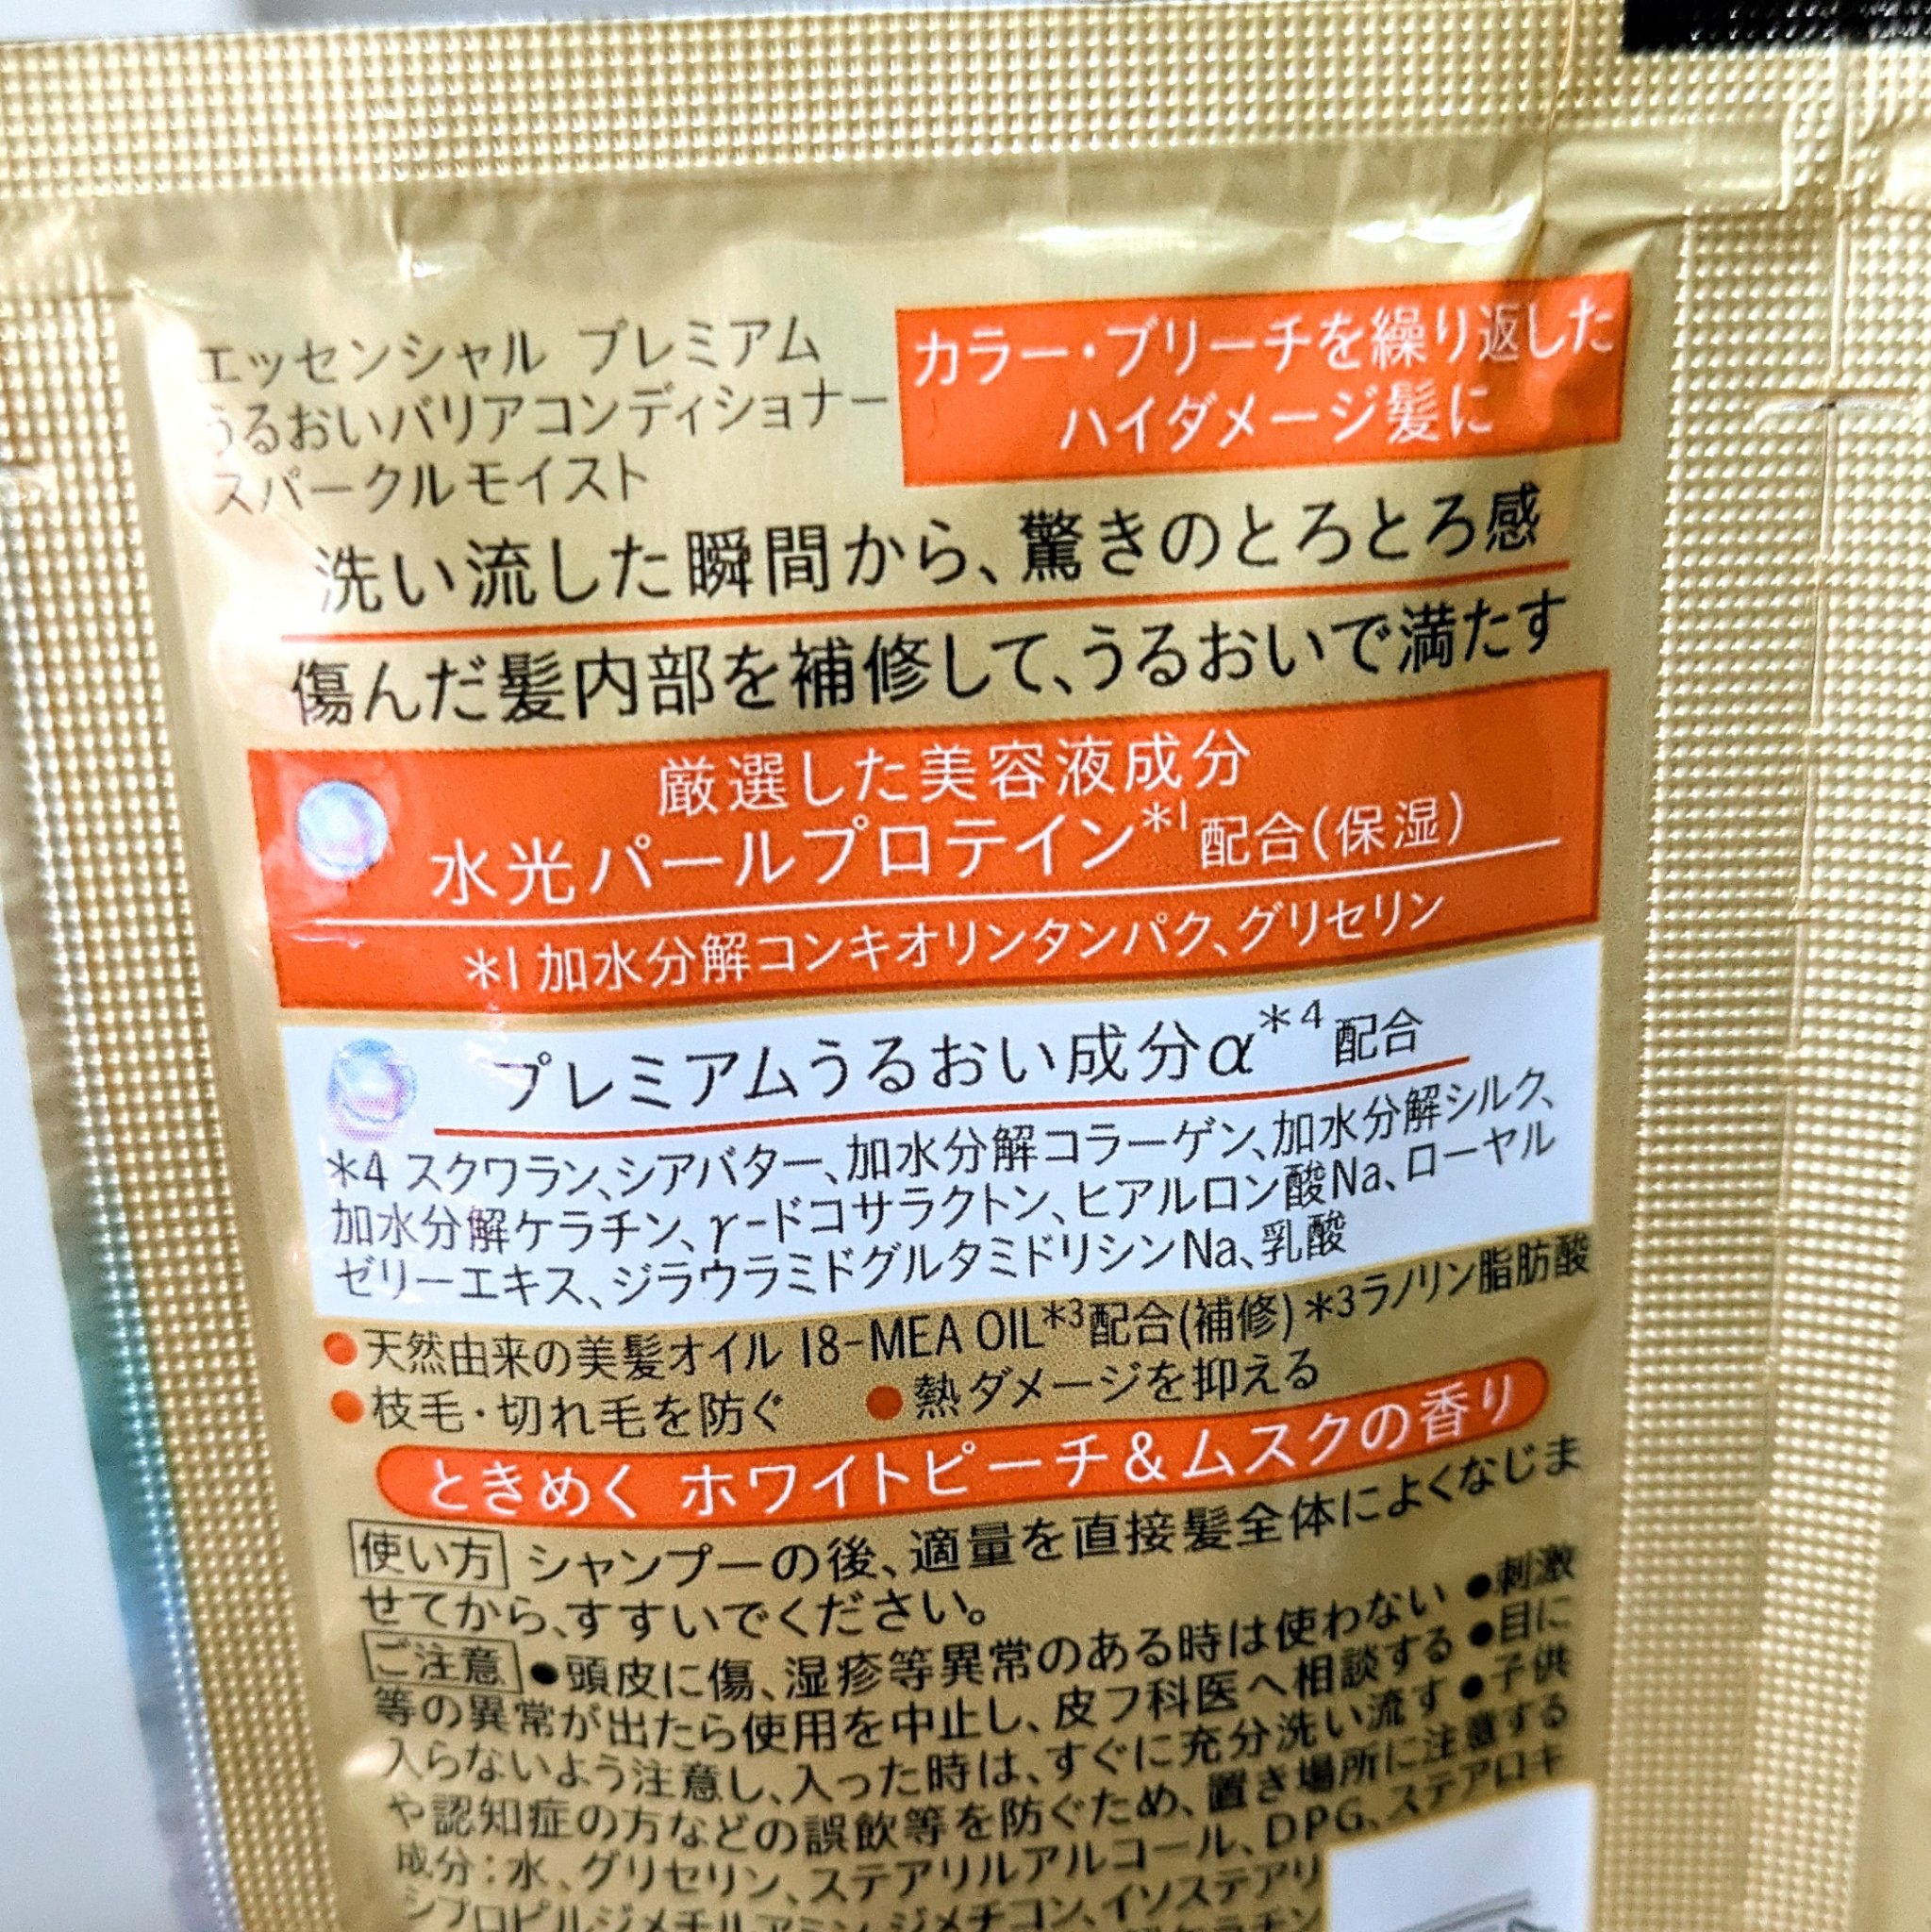 エッセンシャル プレミアム
うるおいバリアコンディショナー
スパークルモイスト
カラー・ブリーチを繰り返した
ハイダメージ髪に
洗い流した瞬間から、驚きのとろとろ感
傷んだ髪内部を補修して、うるおいで満たす
厳選した美容液成分
水光パールプロテイン*1配合(保湿)
*1 加水分解コンキオリンタンパク、グリセリン
プレミアムうるおい成分α*4配合
*4 スクワラン、シアバター、加水分解コラーゲン、加水分解シルク、
加水分解ケラチン、γ-ドコサラクトン、ヒアルロン酸Na、ローヤル
ゼリーエキス、ジラウラミドグルタミドリシンNa、乳酸
●天然由来の美髪オイル 18-MEA OIL*3配合(補修) *3ラノリン脂肪酸
●枝毛・切れ毛を防ぐ ●熱ダメージを抑える
ときめく ホワイトピーチ&ムスクの香り
使い方 シャンプーの後、適量を直接髪全体によくなじま
せてから、すすいでください。
ご注意 ●頭皮に傷、湿疹等異常のある時は使わない ●刺激
等の異常が出たら使用を中止し、皮フ科医へ相談する ●目に
入らないよう注意し、入った時は、すぐに充分洗い流す ●子供
や認知症の方などの誤飲等を防ぐため、置き場所に注意する
成分:水、グリセリン、ステアリルアルコール、DPG、ステアロキ
シプロピルジメチルアミン、ジメチコン、イソステアリ